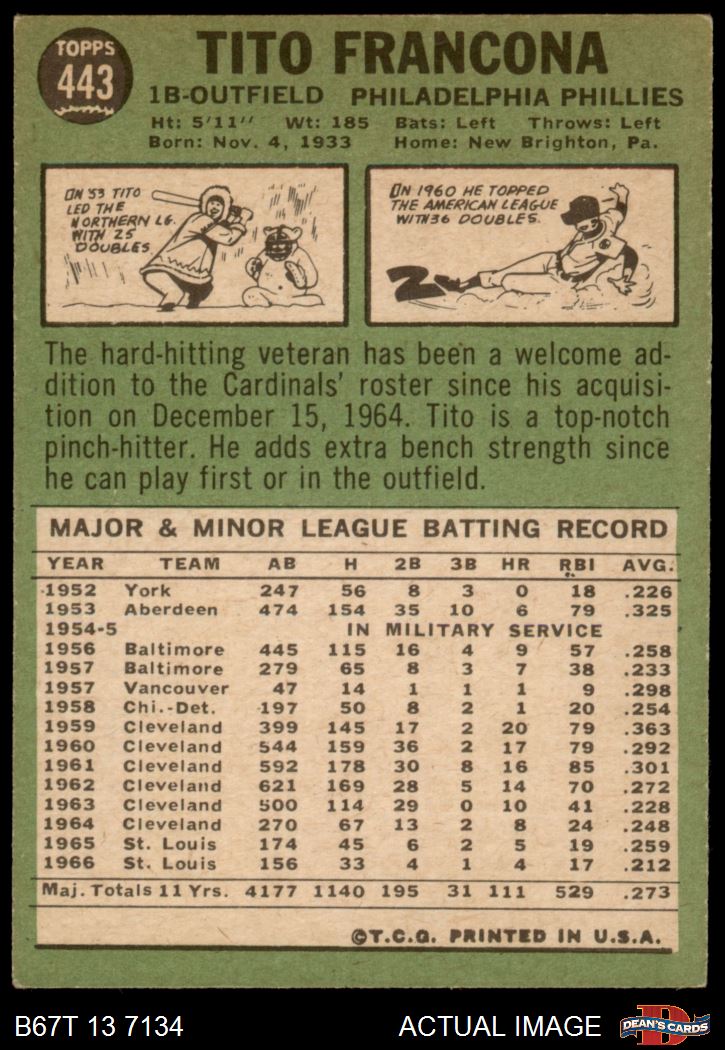 TOPPS
443
TITO FRANCONA
1B-OUTFIELD PHILADELPHIA PHILLIES
Ht: 5'11" Wt: 185 Bats: Left Throws: Left
Born: Nov. 4, 1933 Home: New Brighton, Pa.
IN '53 TITO
LED THE
NORTHERN LG.
WITH 25
DOUBLES
IN 1960 HE TOPPED
THE AMERICAN LEAGUE
WITH 36 DOUBLES.
2
The hard-hitting veteran has been a welcome ad-
dition to the Cardinals' roster since his acquisi-
tion on December 15, 1964. Tito is a top-notch
pinch-hitter. He adds extra bench strength since
he can play first or in the outfield.
MAJOR & MINOR LEAGUE BATTING RECORD
YEAR TEAM AB H 2B 3B HR RBI AVG.
1952 York 247 56 8 3 0 18 .226
1953 Aberdeen 474 154 35 10 6 79 .325
1954-5 IN MILITARY SERVICE
1956 Baltimore 445 115 16 4 9 57 .258
1957 Baltimore 279 65 8 3 7 38 .233
1957 Vancouver 47 14 1 1 1 9 .298
1958 Chi.-Det. 197 50 8 2 1 20 .254
1959 Cleveland 399 145 17 2 20 79 .363
1960 Cleveland 544 159 36 2 17 79 .292
1961 Cleveland 592 178 30 8 16 85 .301
1962 Cleveland 621 169 28 5 14 70 .272
1963 Cleveland 500 114 29 0 10 41 .228
1964 Cleveland 270 67 13 2 8 24 .248
1965 St. Louis 174 45 6 2 5 19 .259
1966 St. Louis 156 33 4 1 4 17 .212
Maj. Totals 11 Yrs. 4177 1140 195 31 111 529 .273
©T.C.G. PRINTED IN U.S.A.
B67T 13 7134 ACTUAL IMAGE
D
DEAN'S CARDS